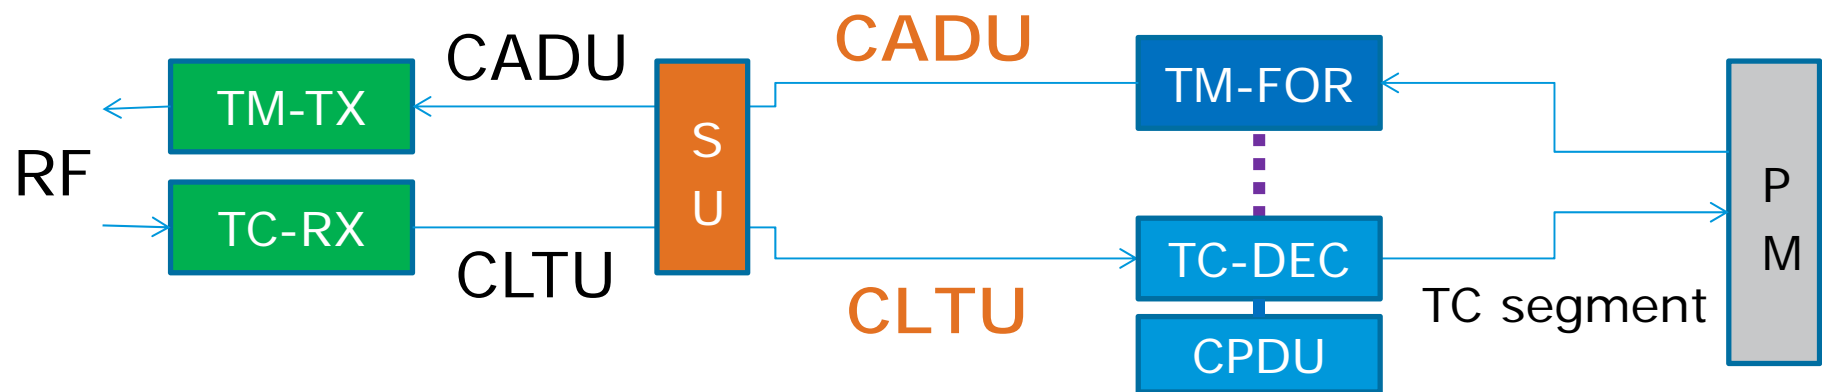 CADU
CADU
TM-TX
TM-FOR
RF
S
U
P
M
TC-RX
TC-DEC
CLTU
CLTU
TC segment
CPDU